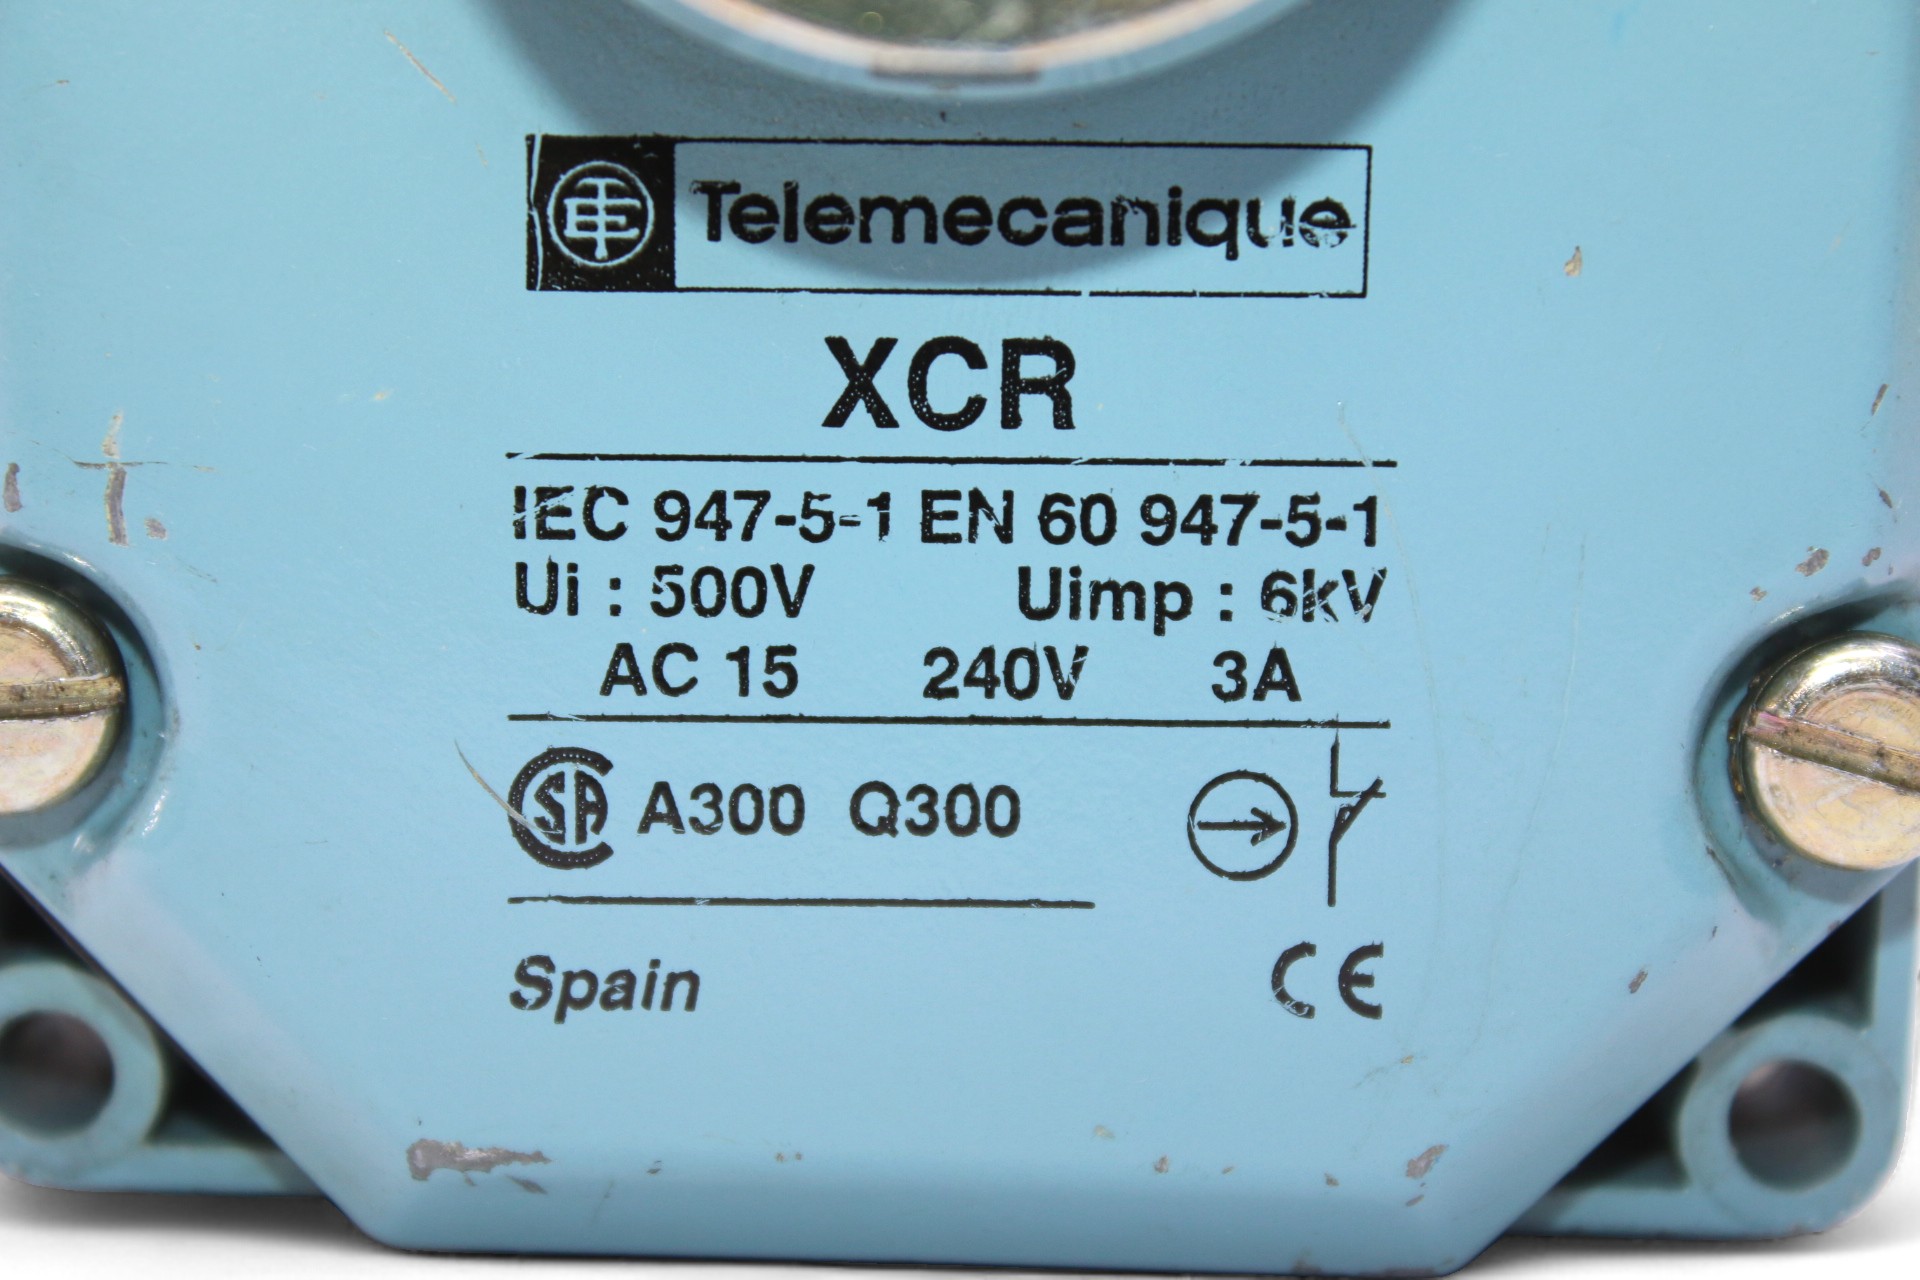 Telemecanique
XCR
IEC 947-5-1 EN 60 947-5-1
Ui : 500V Uimp : 6kV
AC 15 240V 3A
CSA A300 Q300
Spain CE